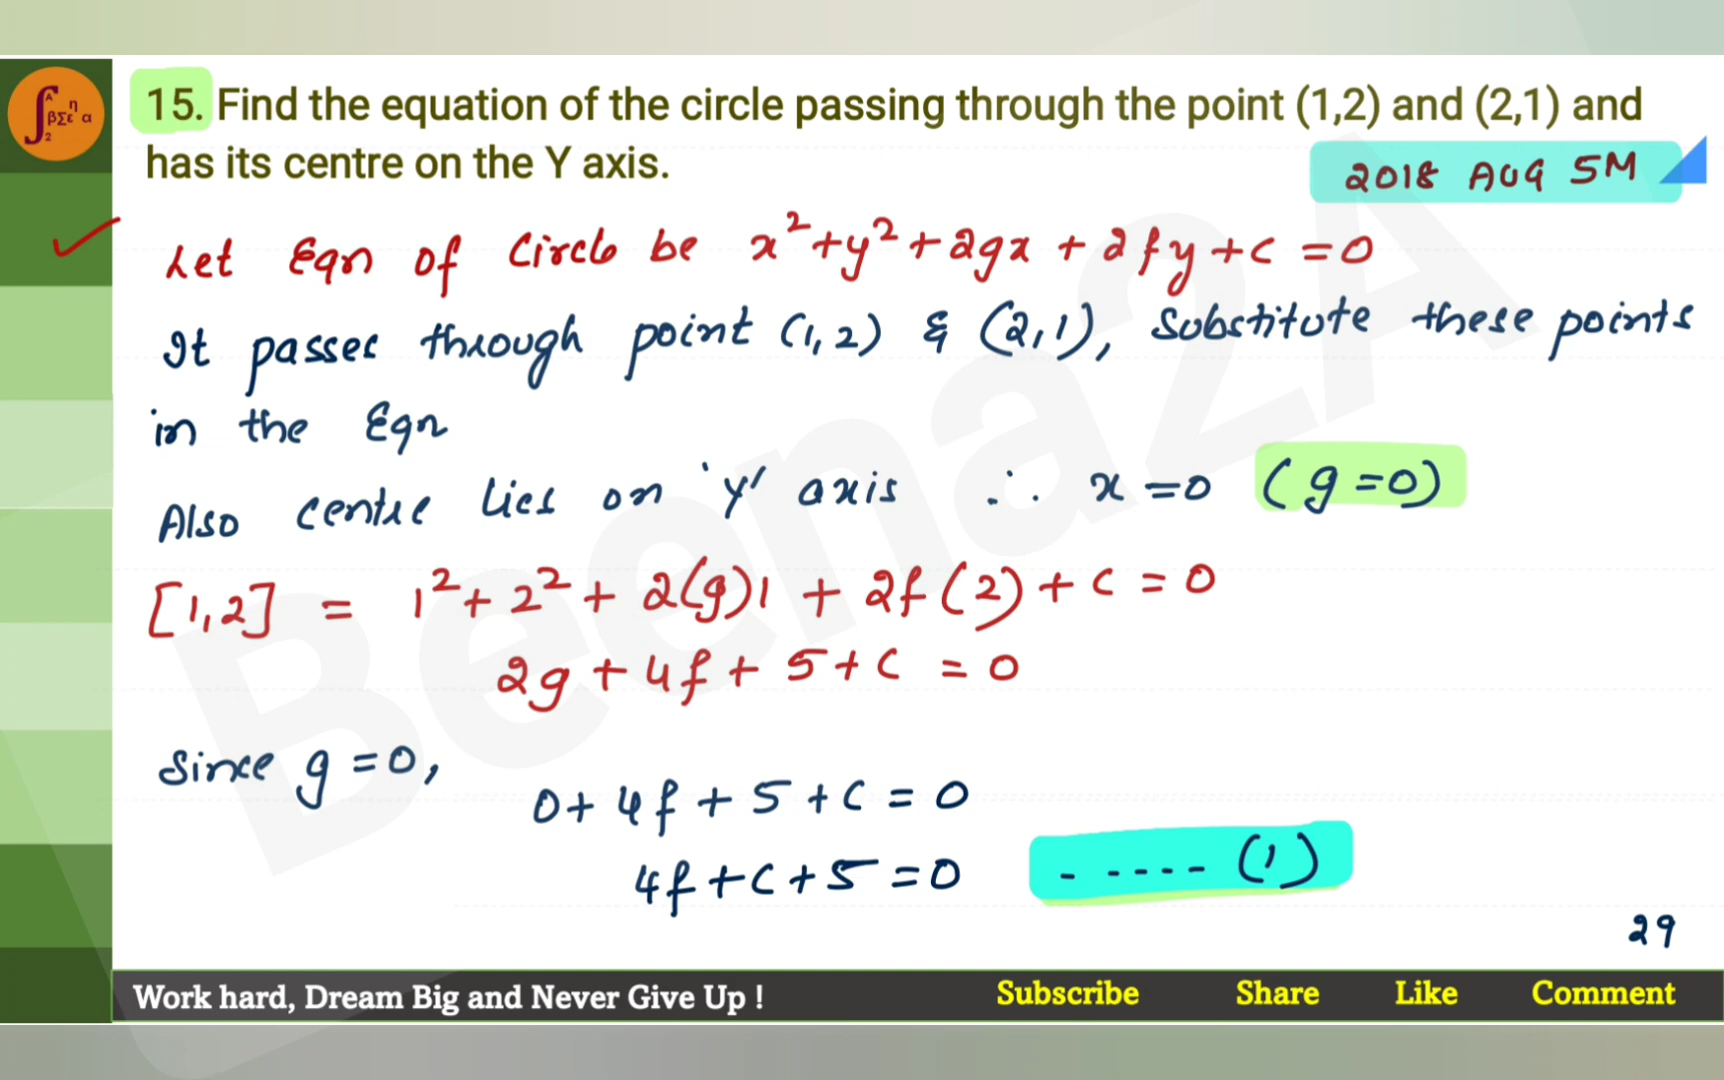 15. Find the equation of the circle passing through the point (1,2) and (2,1) and
has its centre on the Y axis.
2018 AUG 5M
Let Eqn of Circle be x²+y²+2gx+2fy+c=0
It passes through point (1,2) & (2,1), Substitute these points
in the Eqn
Also centre lies on 'y' axis ∴ x=0 (g=0)
[1,2] = 1²+2²+2(g)1+2f(2)+c=0
2g+4f+5+c=0
Since g=0,
0+4f+5+c=0
4f+c+5=0 - ---- (1)
29
Work hard, Dream Big and Never Give Up !
Subscribe Share Like Comment
Beena2A